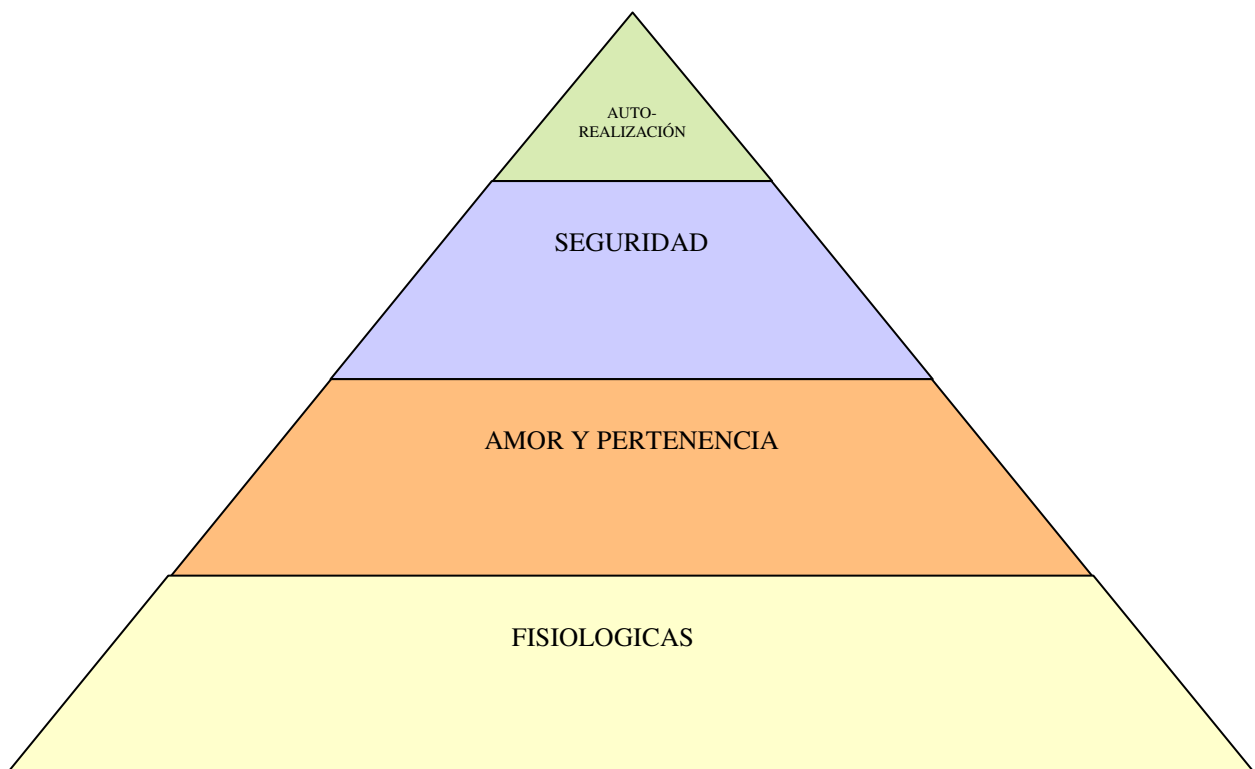 AUTO-
REALIZACIÓN
SEGURIDAD
AMOR Y PERTENENCIA
FISIOLOGICAS